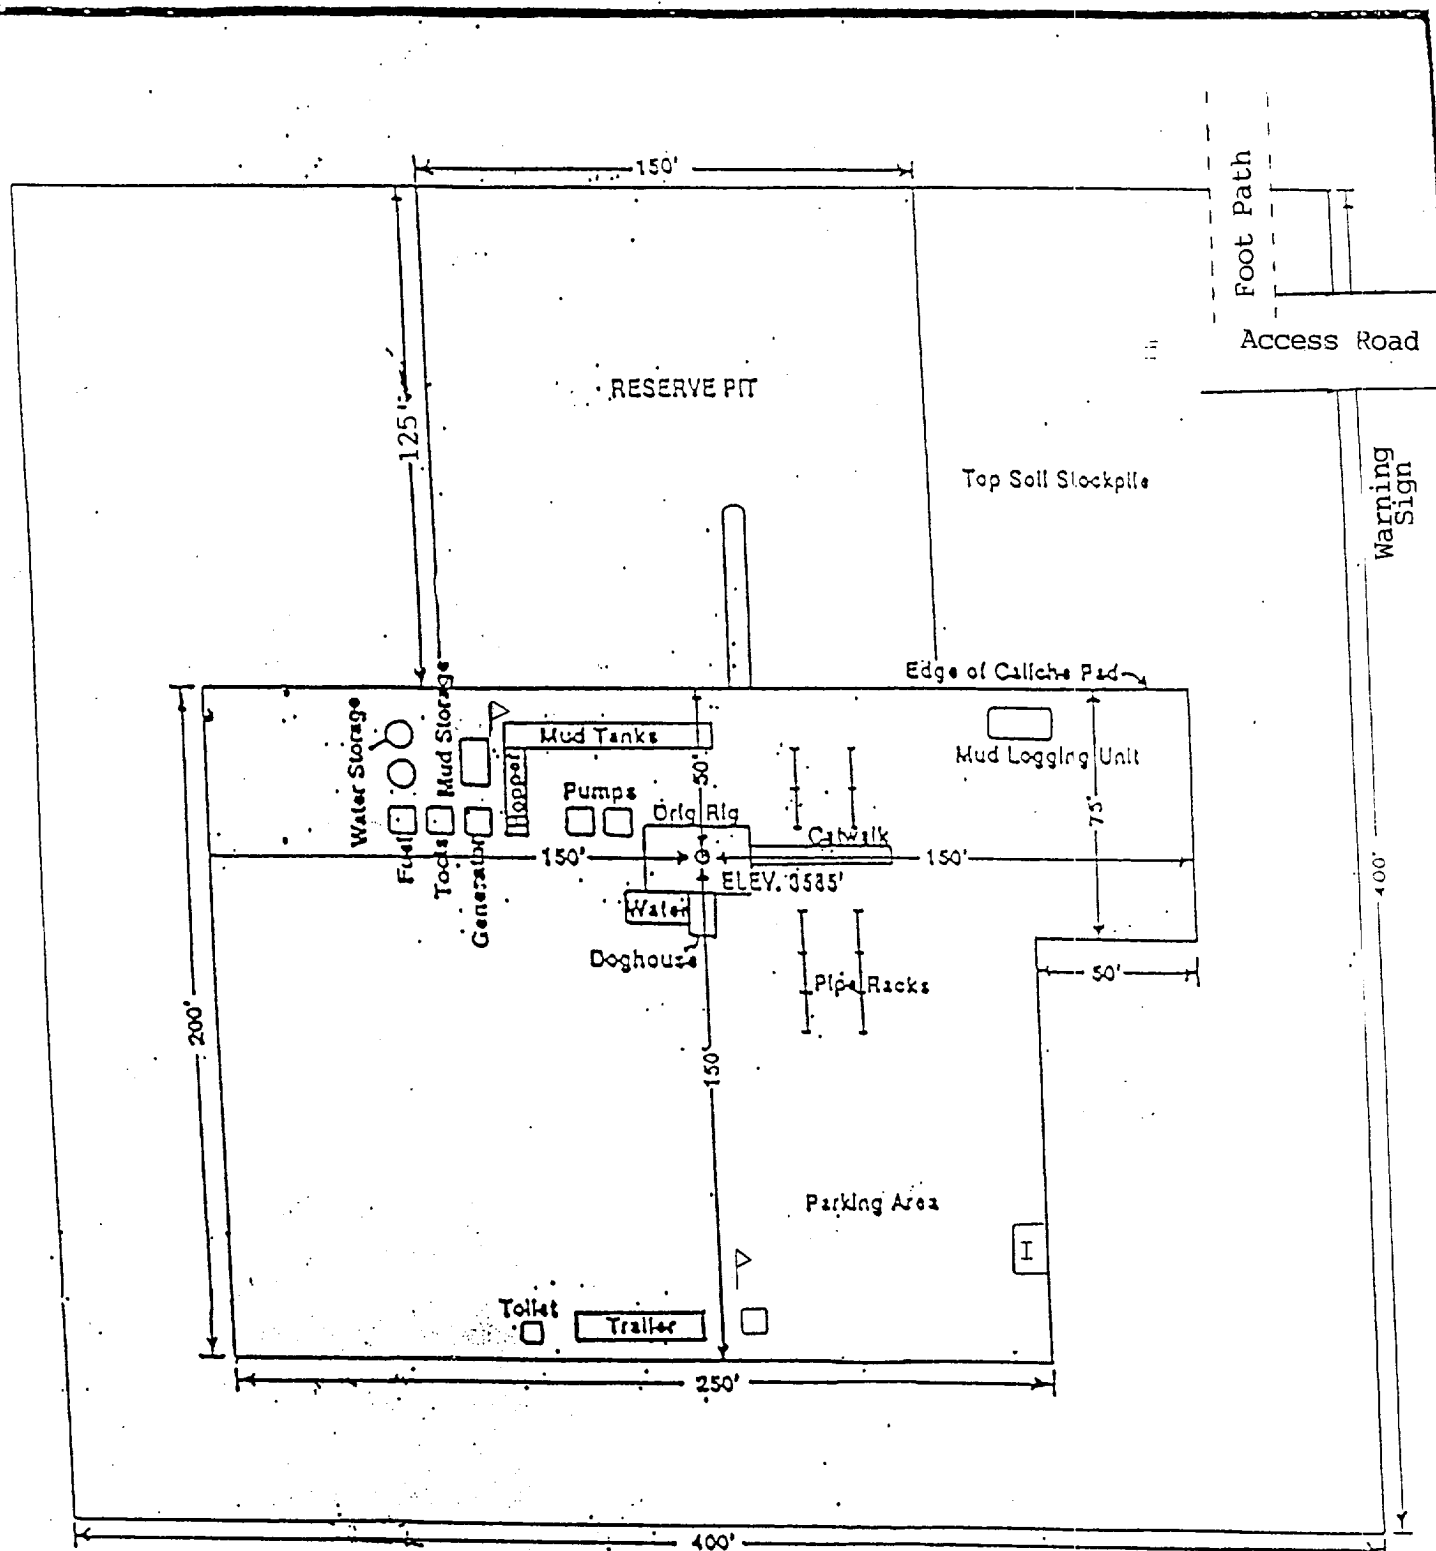 150'
Foot Path
Access Road
125'
RESERVE PIT
Top Soil Stockpile
Warning
Sign
Edge of Caliche Pad
Water Storage
Mud Storage
Mud Tanks
Hopper
Mud Logging Unit
50'
Pumps
75'
Drlg Rig
Catwalk
Fuel
Tools
Generator
150'
150'
ELEV. 3585'
400'
Water
Doghouse
50'
Pipe Racks
200'
150'
Parking Area
I
Toilet
Trailer
250'
400'